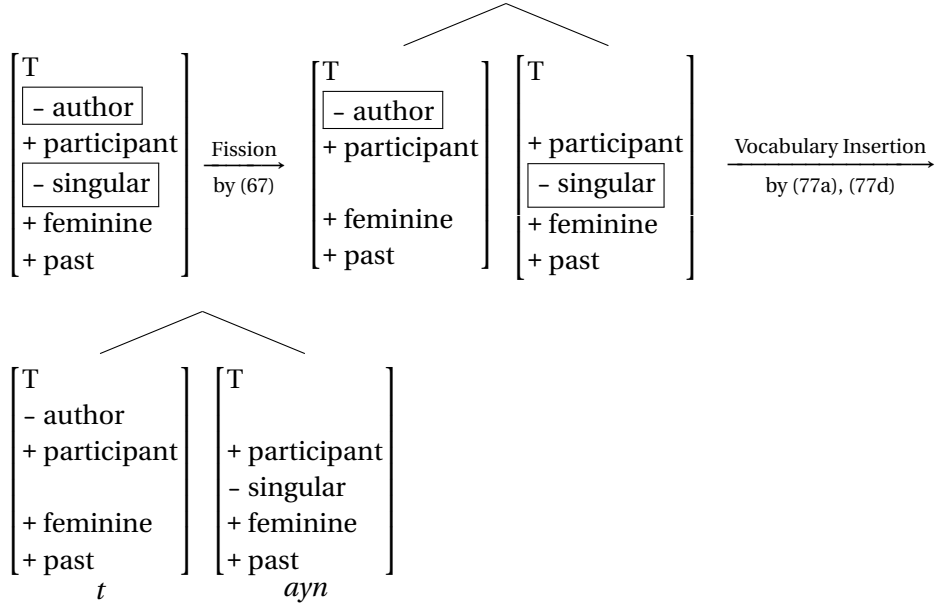 T
– author
+ participant
– singular
+ feminine
+ past
Fission
by (67)
T
– author
+ participant
+ feminine
+ past
T
+ participant
– singular
+ feminine
+ past
Vocabulary Insertion
by (77a), (77d)
T
– author
+ participant
+ feminine
+ past
t
T
+ participant
– singular
+ feminine
+ past
ayn